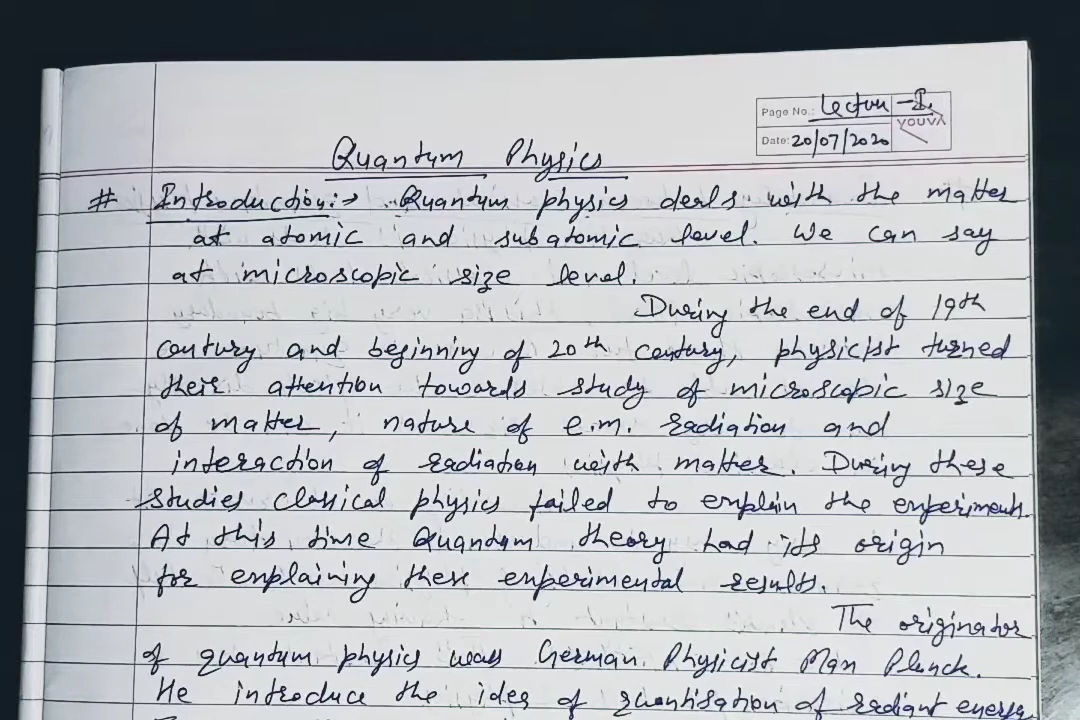 Page No.: Lectur - I.
YOUVA
Date: 20/07/2020
Quantum Physics
# Introduction:→ Quantum physics deals with the matter
at atomic and subatomic level. We can say
at microscopic size level.
During the end of 19th
century and beginning of 20th century, physicist turned
their attention towards study of microscopic size
of matter, nature of e.m. radiation and
interaction of radiation with matter. During these
studies classical physics failed to explain the experiments.
At this time Quantum theory had its origin
for explaining these experimental results.
The originator
of quantum physics was German Physicist Max Planck.
He introduce the idea of quantisation of radiant energy